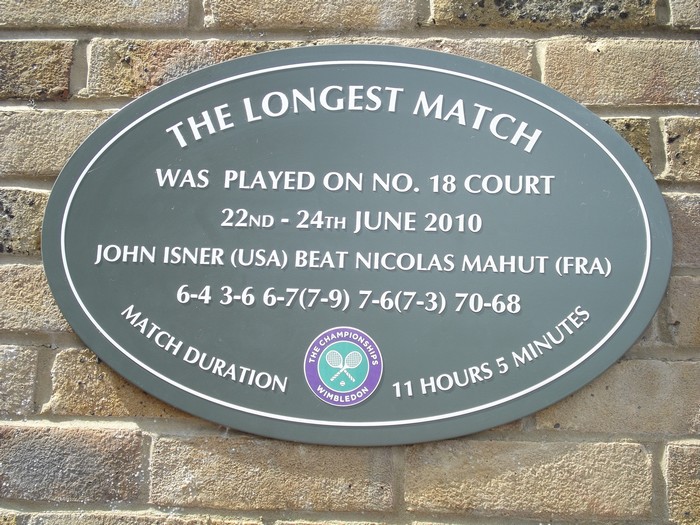 THE LONGEST MATCH
WAS PLAYED ON NO. 18 COURT
22ND - 24TH JUNE 2010
JOHN ISNER (USA) BEAT NICOLAS MAHUT (FRA)
6-4 3-6 6-7(7-9) 7-6(7-3) 70-68
MATCH DURATION
THE CHAMPIONSHIPS
WIMBLEDON
11 HOURS 5 MINUTES